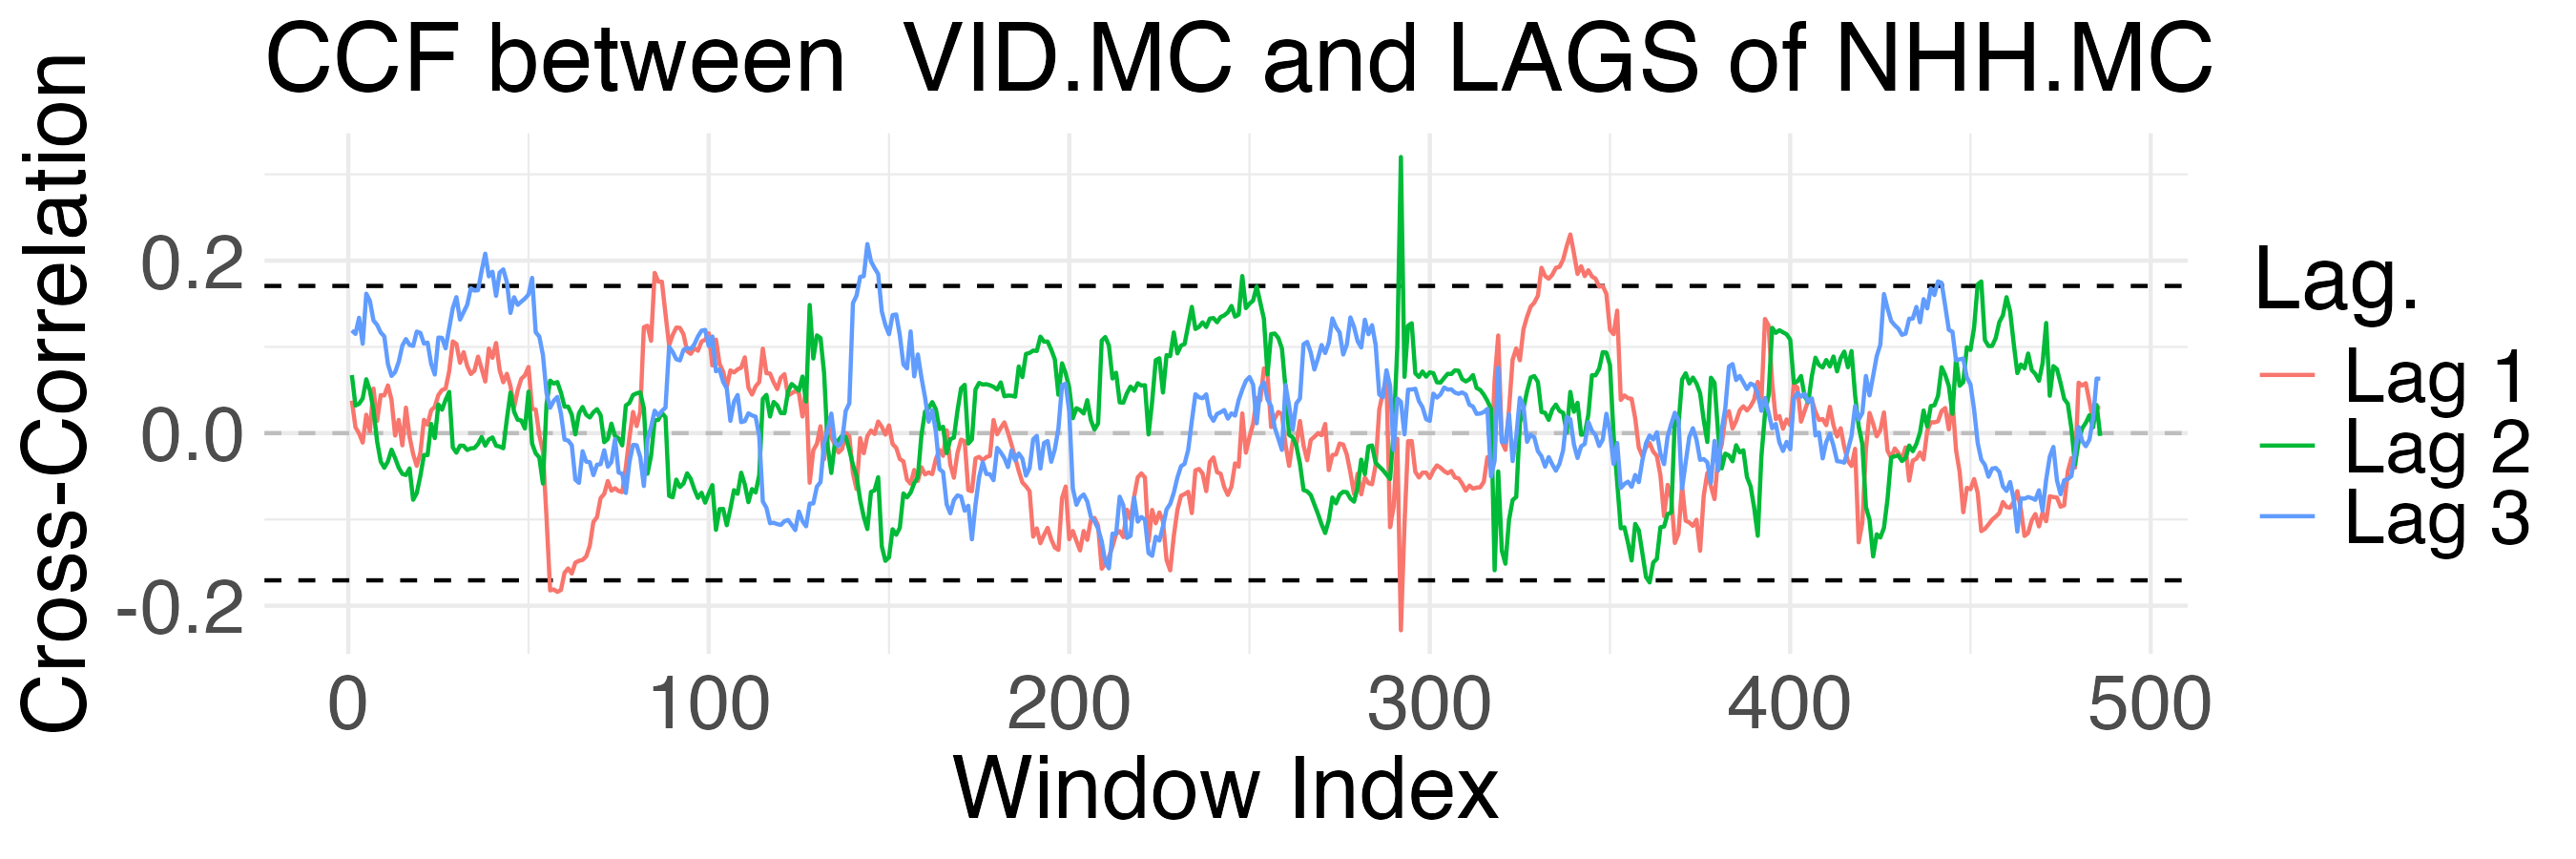 CCF between  VID.MC and LAGS of NHH.MC
Cross-Correlation
0.2
0.0
-0.2
0 100 200 300 400 500
Window Index
Lag.
Lag 1
Lag 2
Lag 3